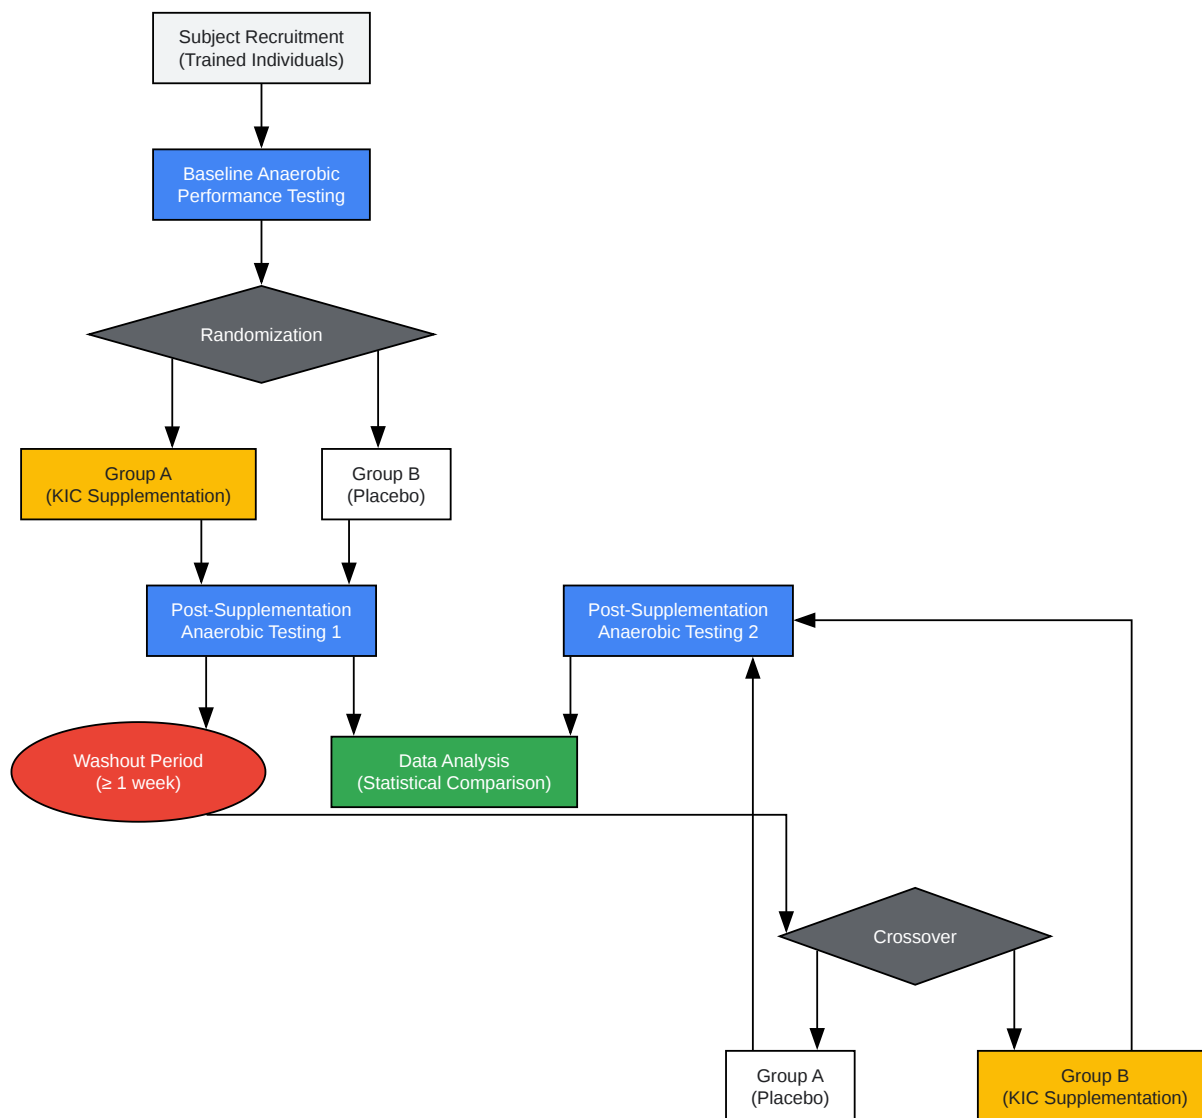 Subject Recruitment
(Trained Individuals)
Baseline Anaerobic
Performance Testing
Randomization
Group A
(KIC Supplementation)
Group B
(Placebo)
Post-Supplementation
Anaerobic Testing 1
Post-Supplementation
Anaerobic Testing 2
Washout Period
(≥ 1 week)
Data Analysis
(Statistical Comparison)
Crossover
Group A
(Placebo)
Group B
(KIC Supplementation)